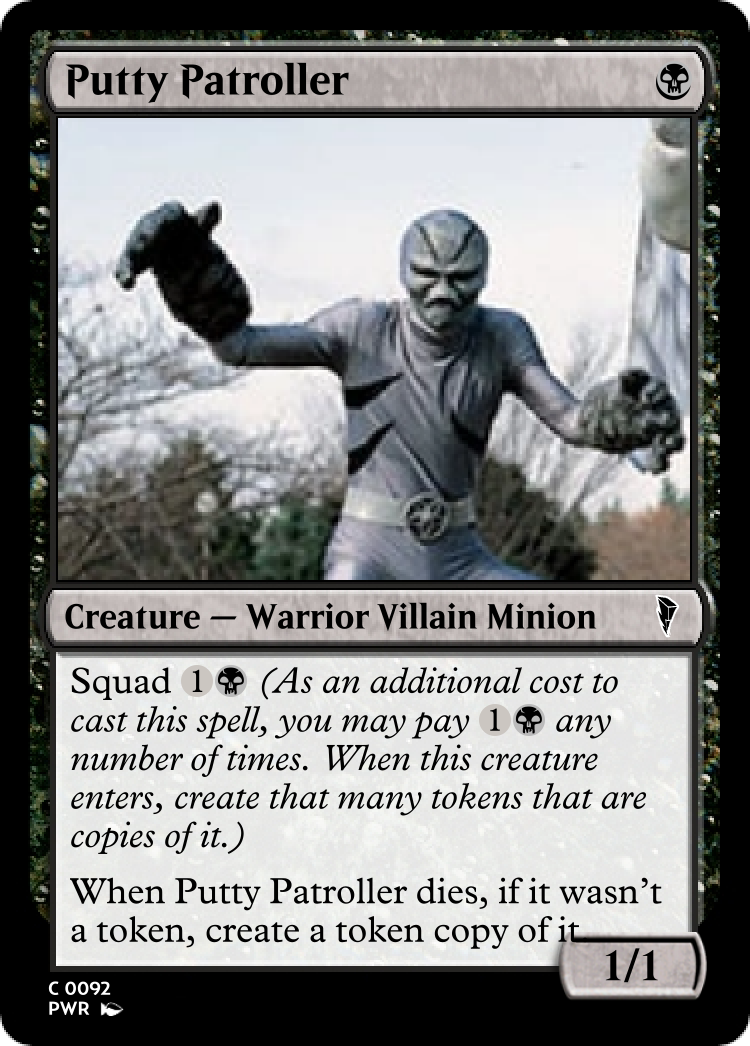 Putty Patroller
Creature — Warrior Villain Minion
Squad 1 (As an additional cost to
cast this spell, you may pay 1 any
number of times. When this creature
enters, create that many tokens that are
copies of it.)
When Putty Patroller dies, if it wasn't
a token, create a token copy of it
1/1
C 0092
PWR